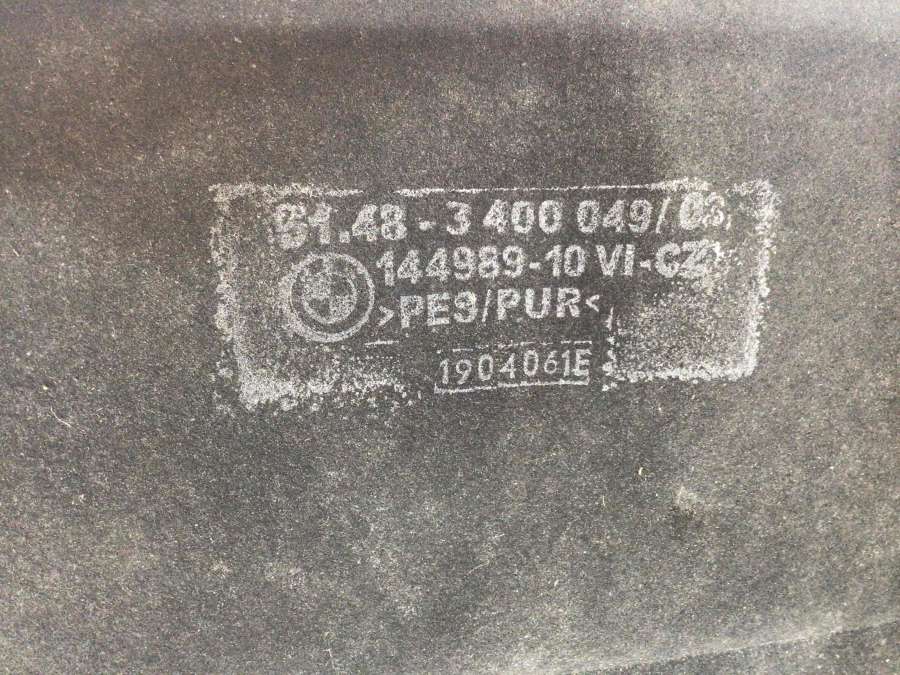 51.48 - 3 400 049/ 03
144989-10 VI-CZ
>PE9/PUR<
1904061E